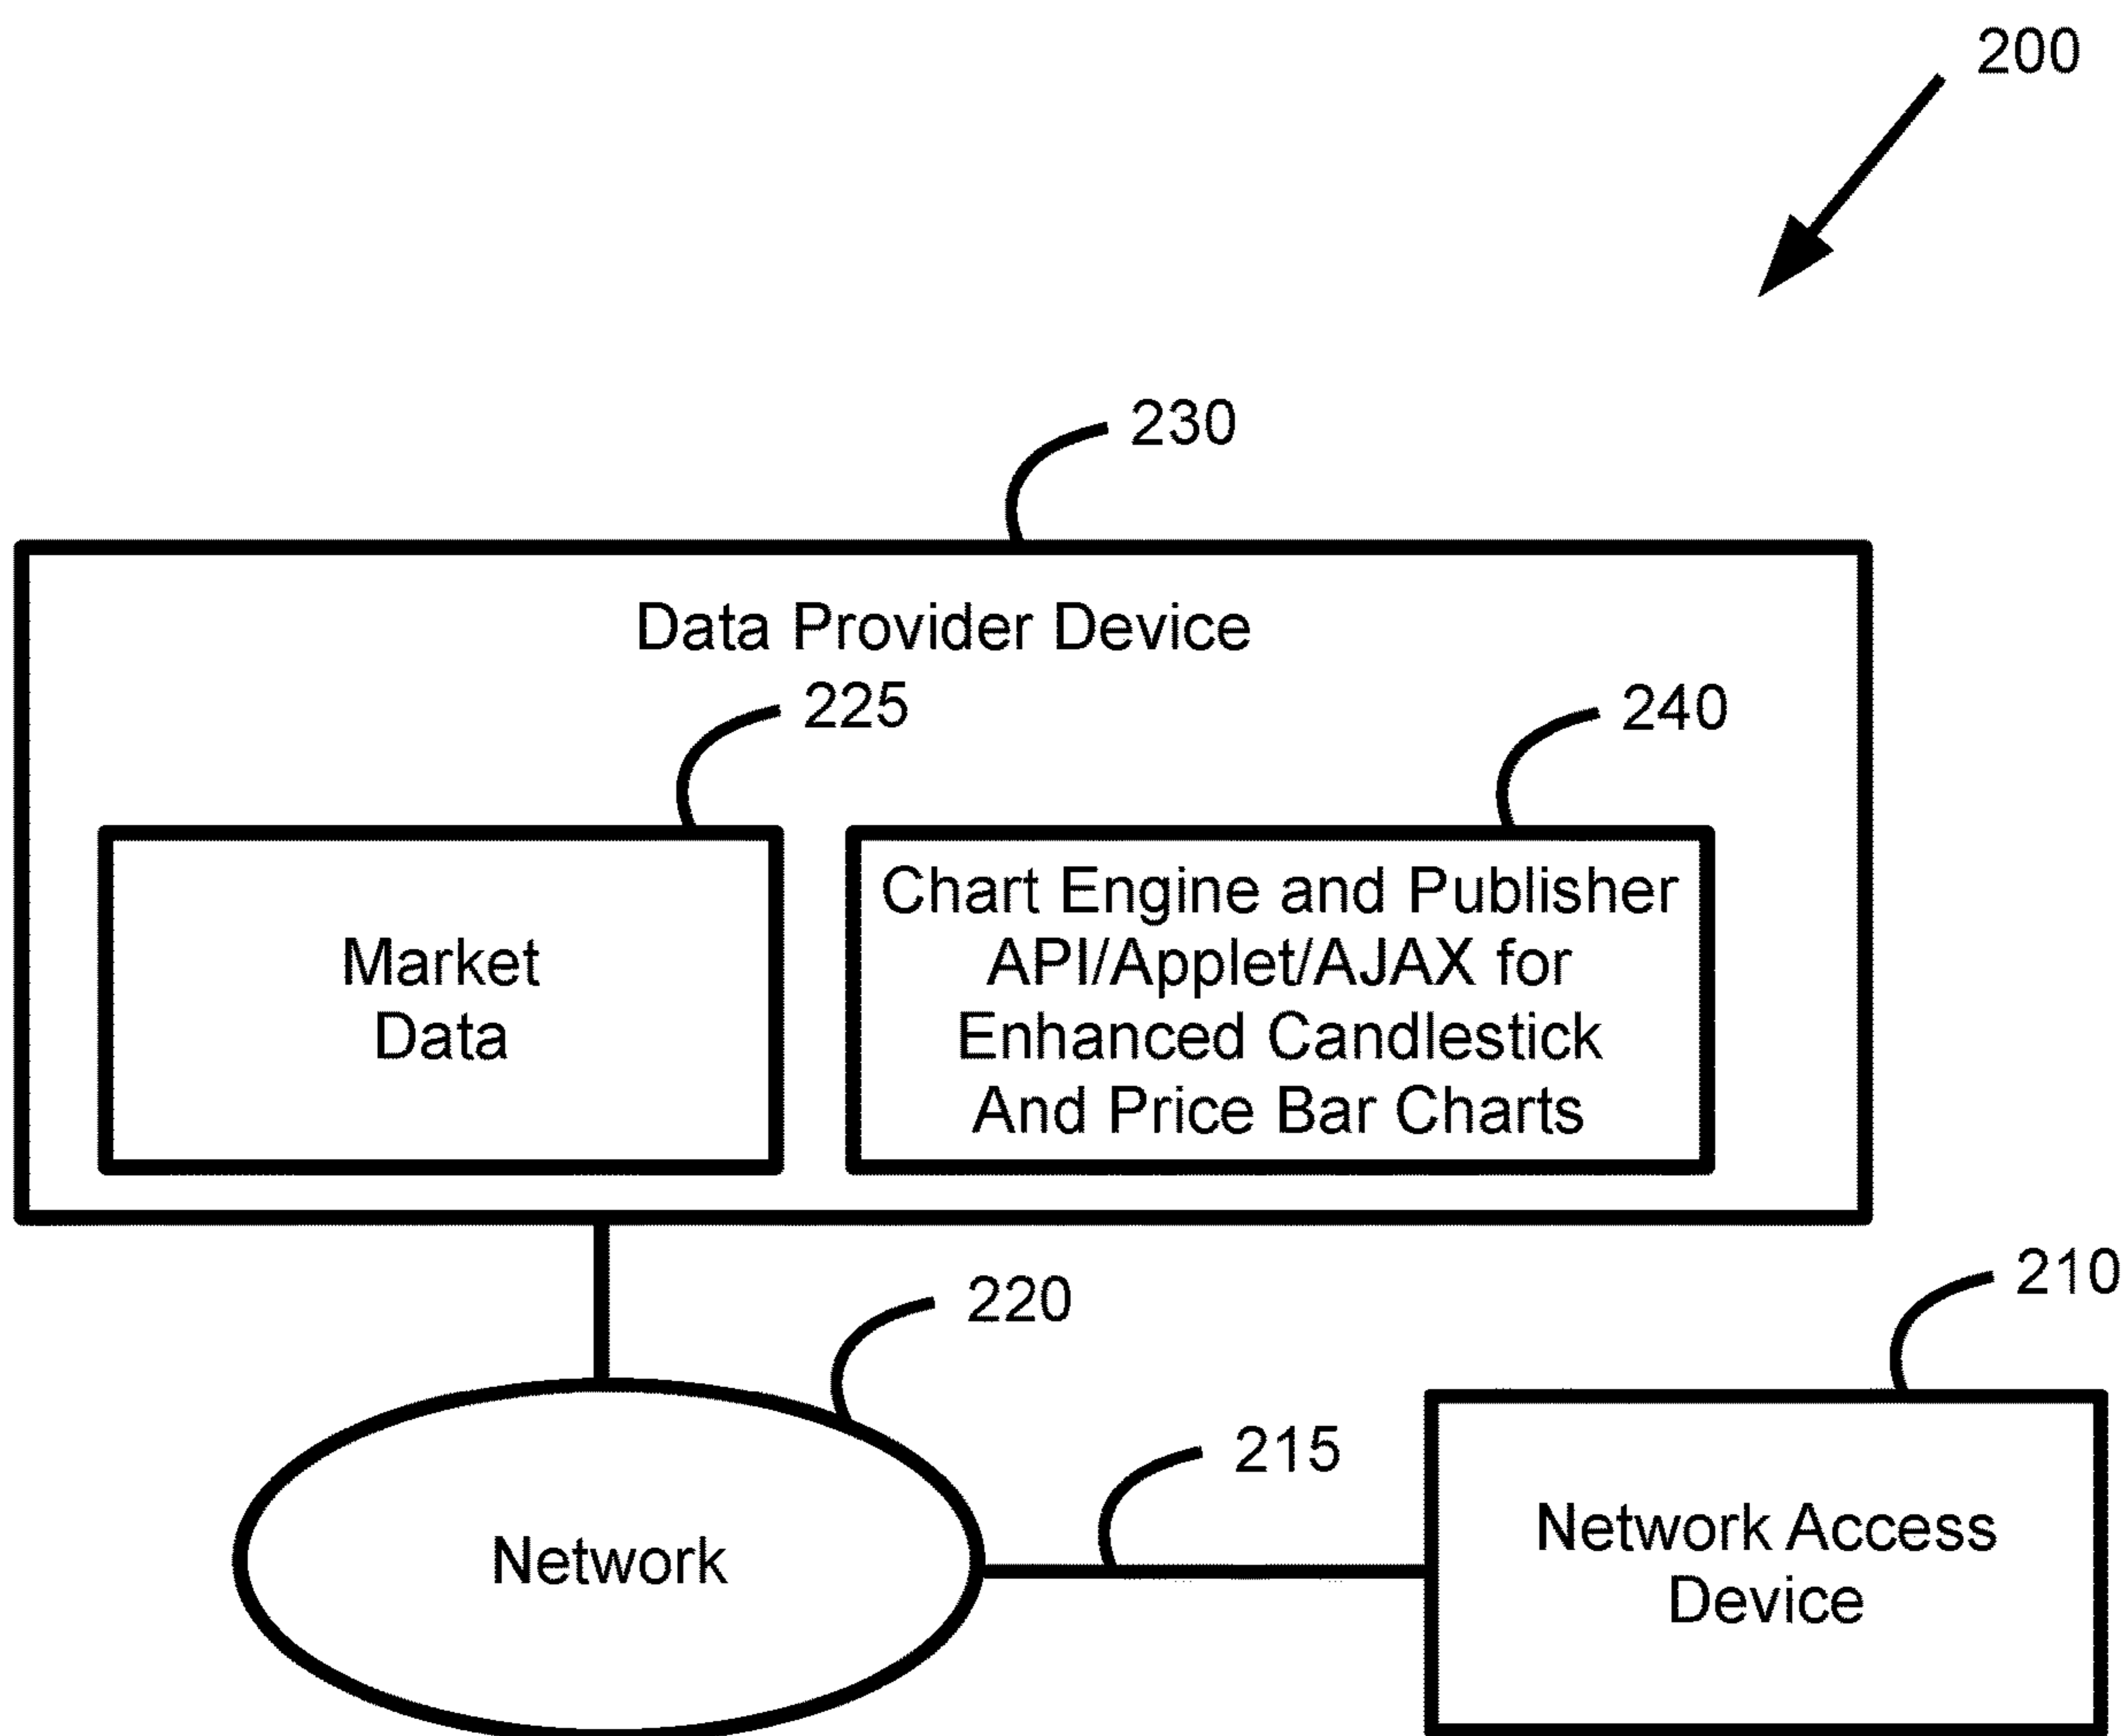 200
230
Data Provider Device
225
240
Market
Data
Chart Engine and Publisher
API/Applet/AJAX for
Enhanced Candlestick
And Price Bar Charts
220
210
215
Network
Network Access
Device